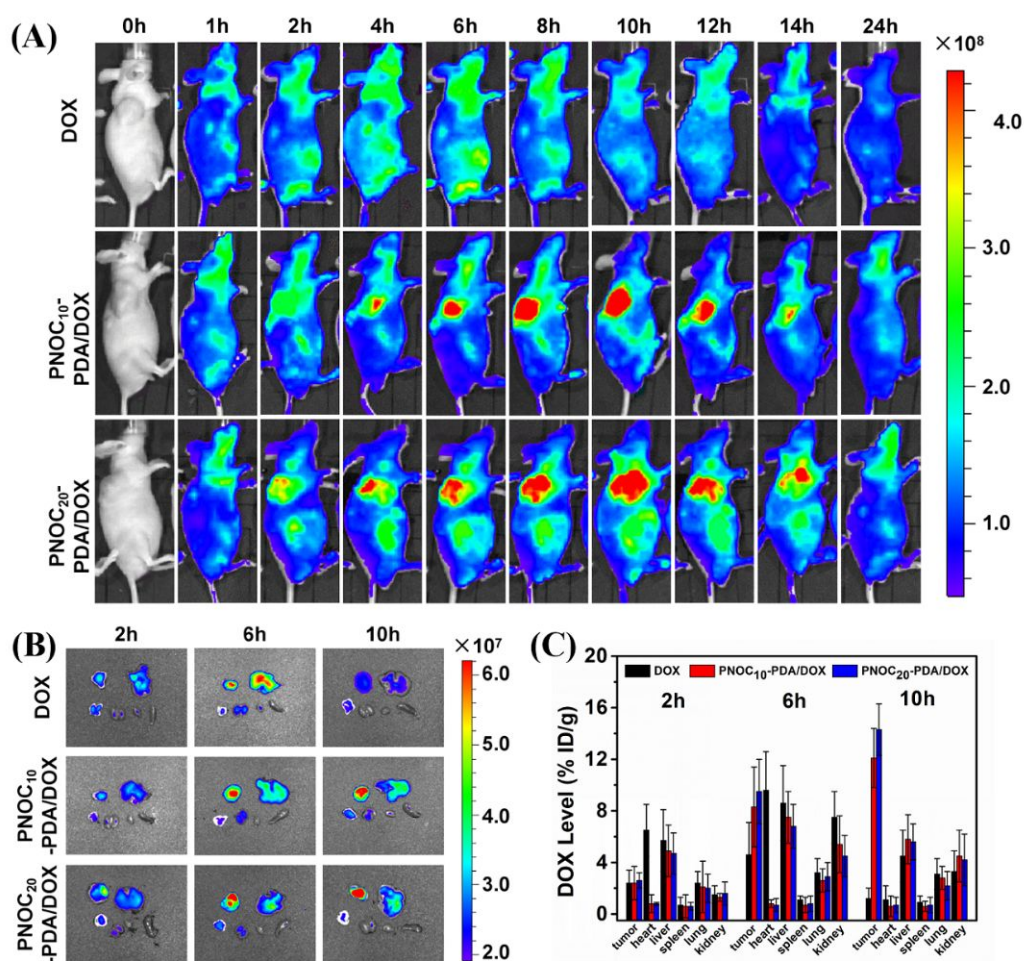 (A)
0h 1h 2h 4h 6h 8h 10h 12h 14h 24h
×10⁸
4.0
3.0
2.0
1.0
DOX
PNOC₁₀-
PDA/DOX
PNOC₂₀-
PDA/DOX
(B)
2h 6h 10h
×10⁷
6.0
5.0
4.0
3.0
2.0
DOX
PNOC₁₀
-PDA/DOX
PNOC₂₀
-PDA/DOX
(C)
DOX PNOC₁₀-PDA/DOX PNOC₂₀-PDA/DOX
2h 6h 10h
DOX Level (% ID/g)
20
16
12
8
4
0
tumor heart liver spleen lung kidney tumor heart liver spleen lung kidney tumor heart liver spleen lung kidney